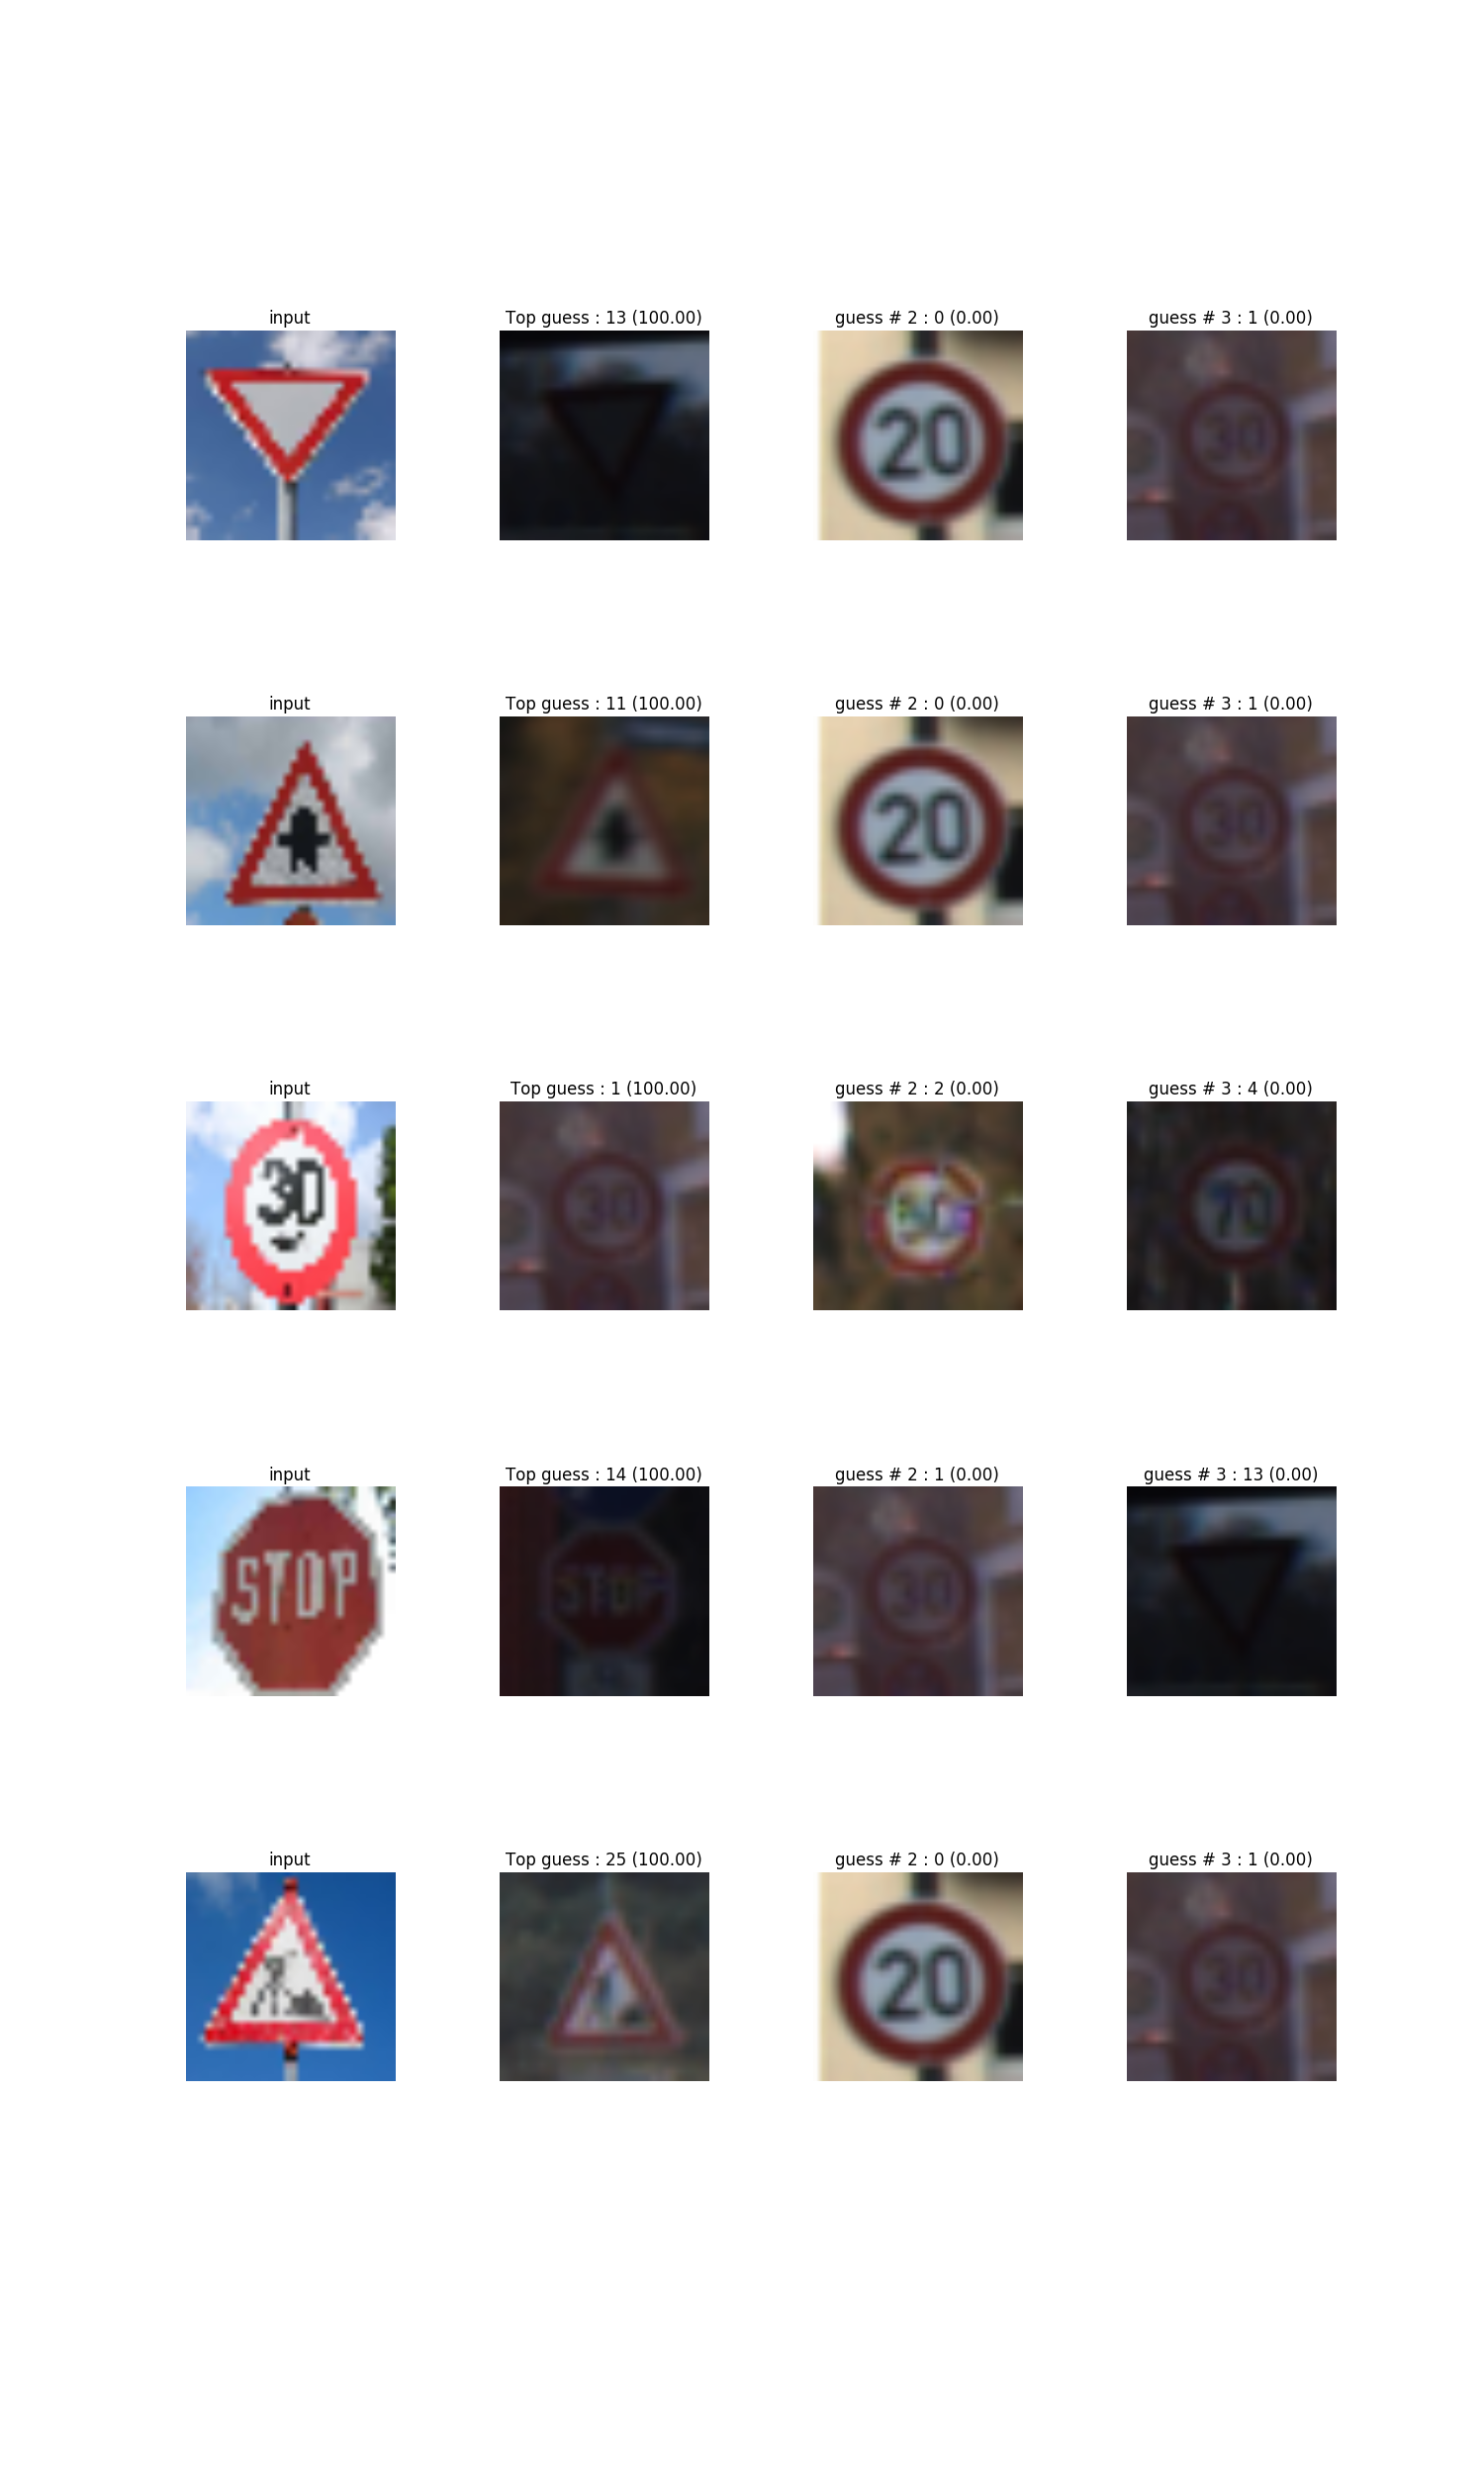 input Top guess : 13 (100.00) guess # 2 : 0 (0.00) guess # 3 : 1 (0.00)
20 30
input Top guess : 11 (100.00) guess # 2 : 0 (0.00) guess # 3 : 1 (0.00)
20 30
input Top guess : 1 (100.00) guess # 2 : 2 (0.00) guess # 3 : 4 (0.00)
30 30 70
input Top guess : 14 (100.00) guess # 2 : 1 (0.00) guess # 3 : 13 (0.00)
STOP STOP 30
input Top guess : 25 (100.00) guess # 2 : 0 (0.00) guess # 3 : 1 (0.00)
20 30